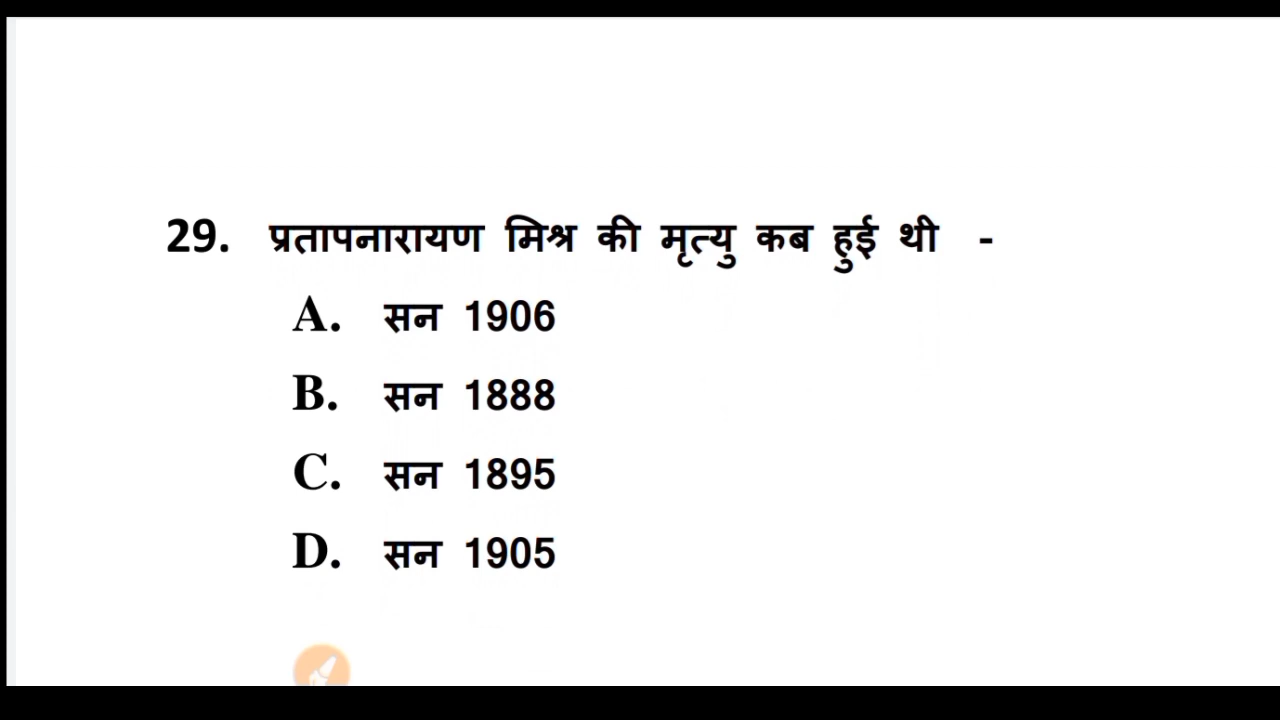 29. प्रतापनारायण मिश्र की मृत्यु कब हुई थी -
A. सन 1906
B. सन 1888
C. सन 1895
D. सन 1905